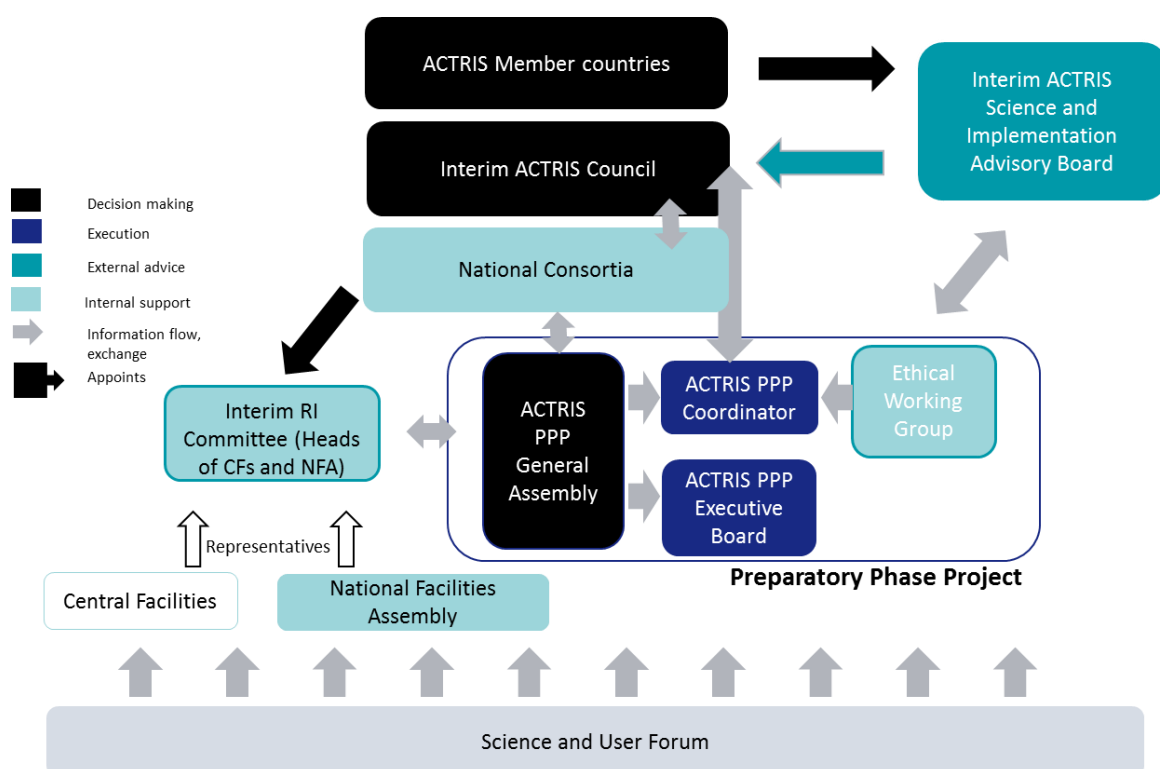 ACTRIS Member countries
Interim ACTRIS
Science and
Implementation
Advisory Board
Interim ACTRIS Council
Decision making
Execution
External advice
Internal support
Information flow,
exchange
Appoints
National Consortia
Interim RI
Committee (Heads
of CFs and NFA)
ACTRIS
PPP
General
Assembly
ACTRIS PPP
Coordinator
Ethical
Working
Group
ACTRIS PPP
Executive
Board
Preparatory Phase Project
Representatives
Central Facilities
National Facilities
Assembly
Science and User Forum